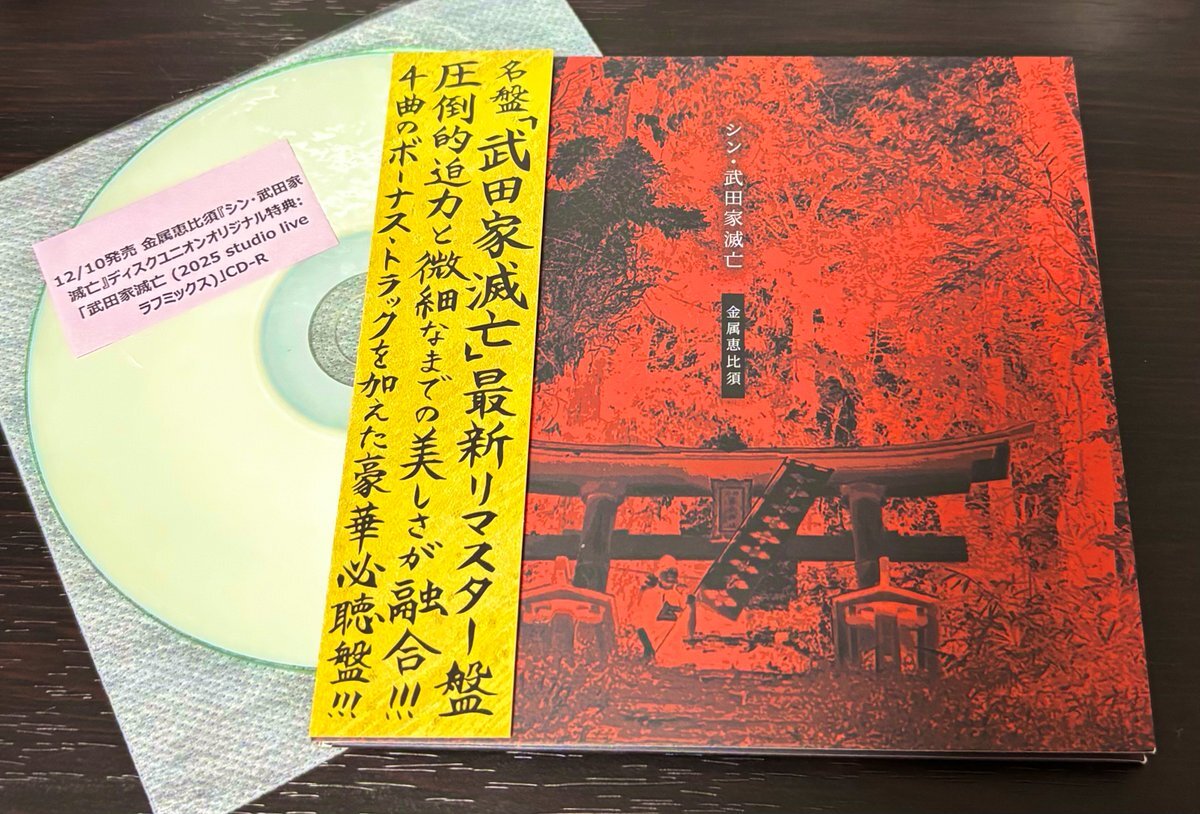 12/10発売 金属恵比須『シン・武田家
滅亡』ディスクユニオンオリジナル特典:
「武田家滅亡 (2025 studio live
ラフミックス)」CD-R
名盤「武田家滅亡」最新リマスター盤
圧倒的迫力と微細なまでの美しさが融合!!!
4曲のボーナス・トラックを加えた豪華必聴盤!!!
シン・武田家滅亡
金属恵比須